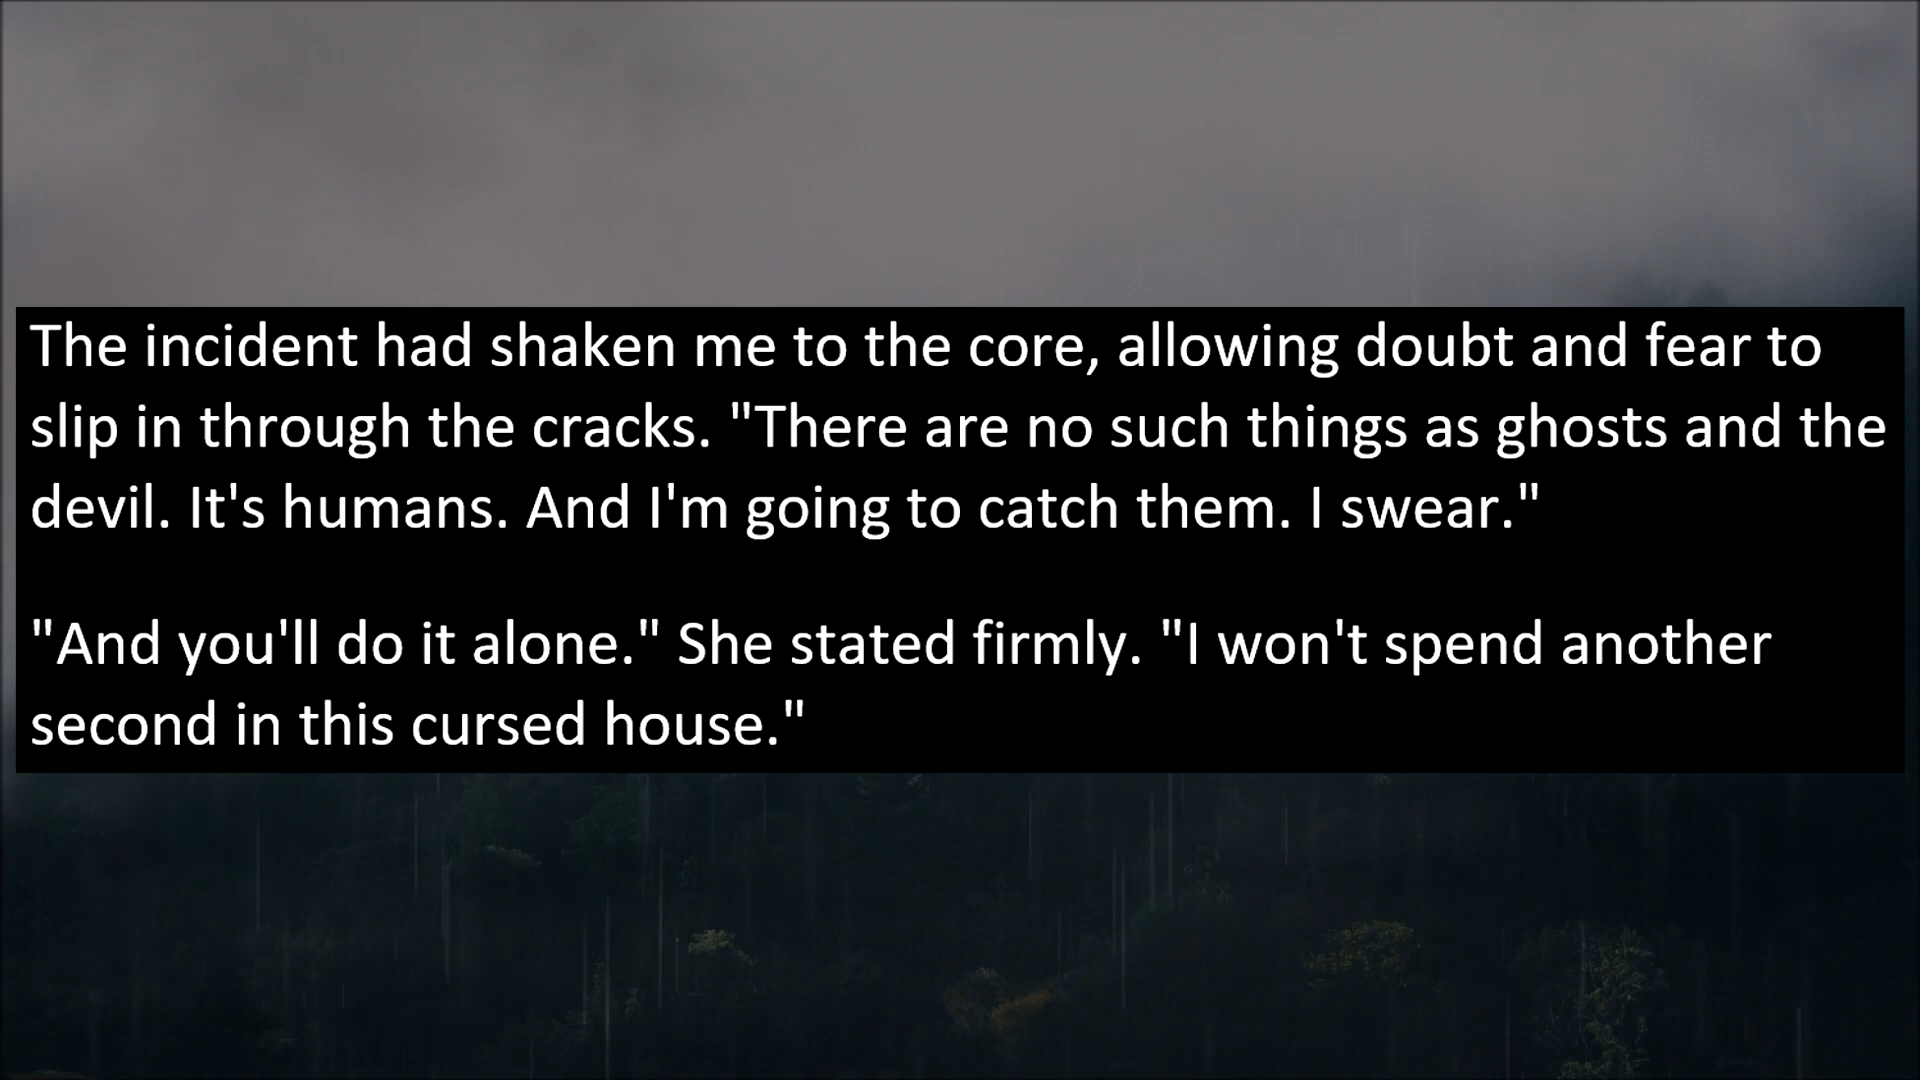 The incident had shaken me to the core, allowing doubt and fear to
slip in through the cracks. "There are no such things as ghosts and the
devil. It's humans. And I'm going to catch them. I swear."
"And you'll do it alone." She stated firmly. "I won't spend another
second in this cursed house."